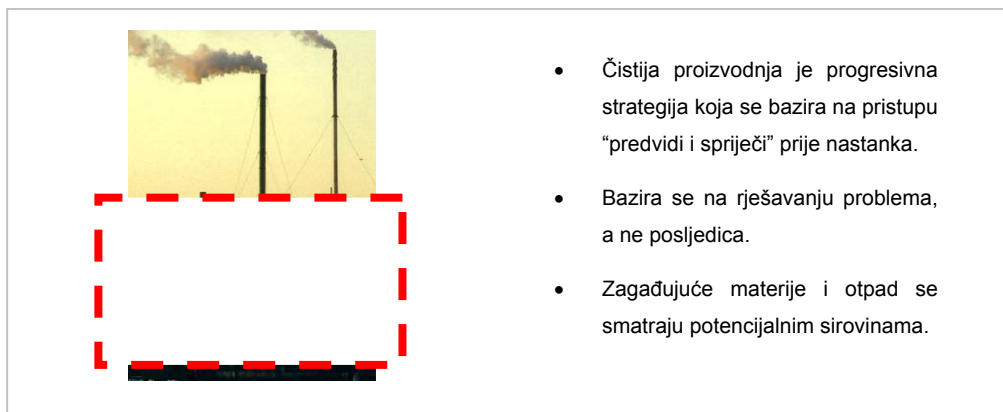 • Čistija proizvodnja je progresivna
strategija koja se bazira na pristupu
“predvidi i spriječi” prije nastanka.
• Bazira se na rješavanju problema,
a ne posljedica.
• Zagađujuće materije i otpad se
smatraju potencijalnim sirovinama.